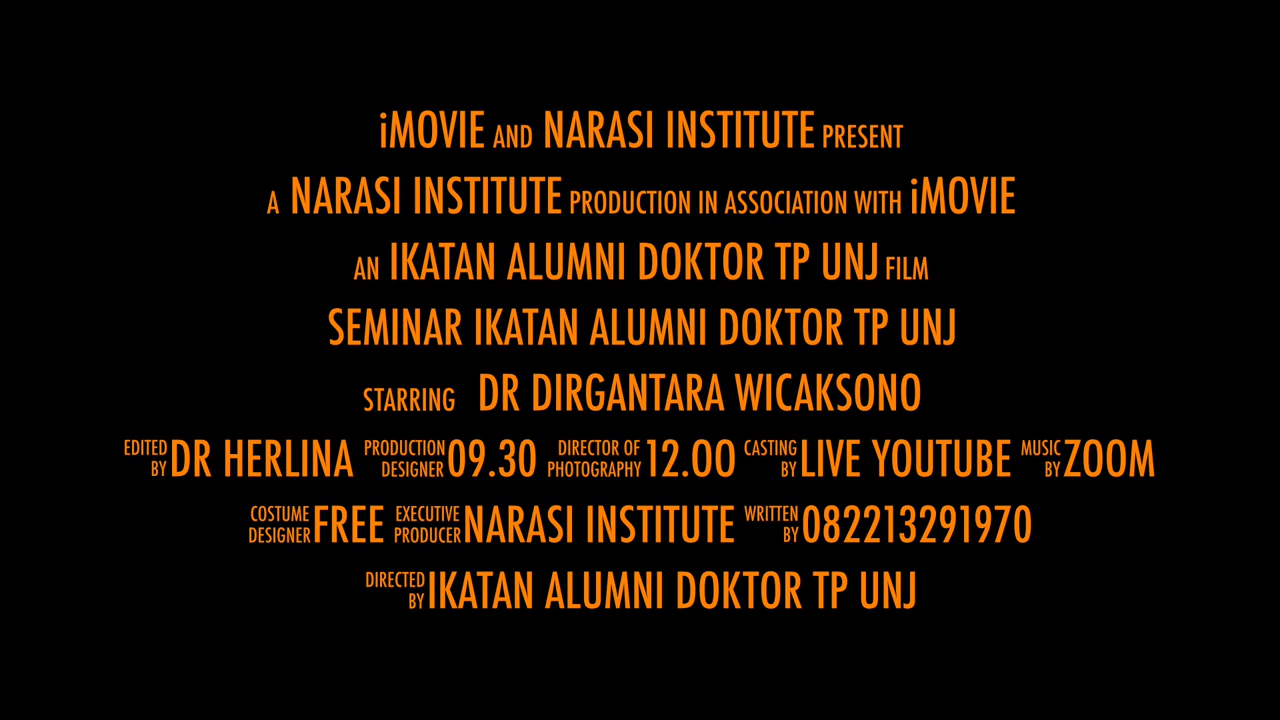 iMOVIE AND NARASI INSTITUTE PRESENT
A NARASI INSTITUTE PRODUCTION IN ASSOCIATION WITH iMOVIE
AN IKATAN ALUMNI DOKTOR TP UNJ FILM
SEMINAR IKATAN ALUMNI DOKTOR TP UNJ
STARRING DR DIRGANTARA WICAKSONO
EDITED BY DR HERLINA PRODUCTION DESIGNER 09.30 DIRECTOR OF PHOTOGRAPHY 12.00 CASTING BY LIVE YOUTUBE MUSIC BY ZOOM
COSTUME DESIGNER FREE EXECUTIVE PRODUCER NARASI INSTITUTE WRITTEN BY 082213291970
DIRECTED BY IKATAN ALUMNI DOKTOR TP UNJ